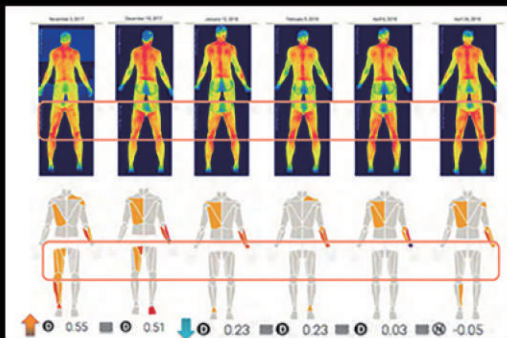 November 3, 2017
December 15, 2017
January 12, 2018
February 9, 2018
April 6, 2018
April 26, 2018
D 0.55
D 0.51
D 0.23
D 0.23
D 0.03
N -0.05